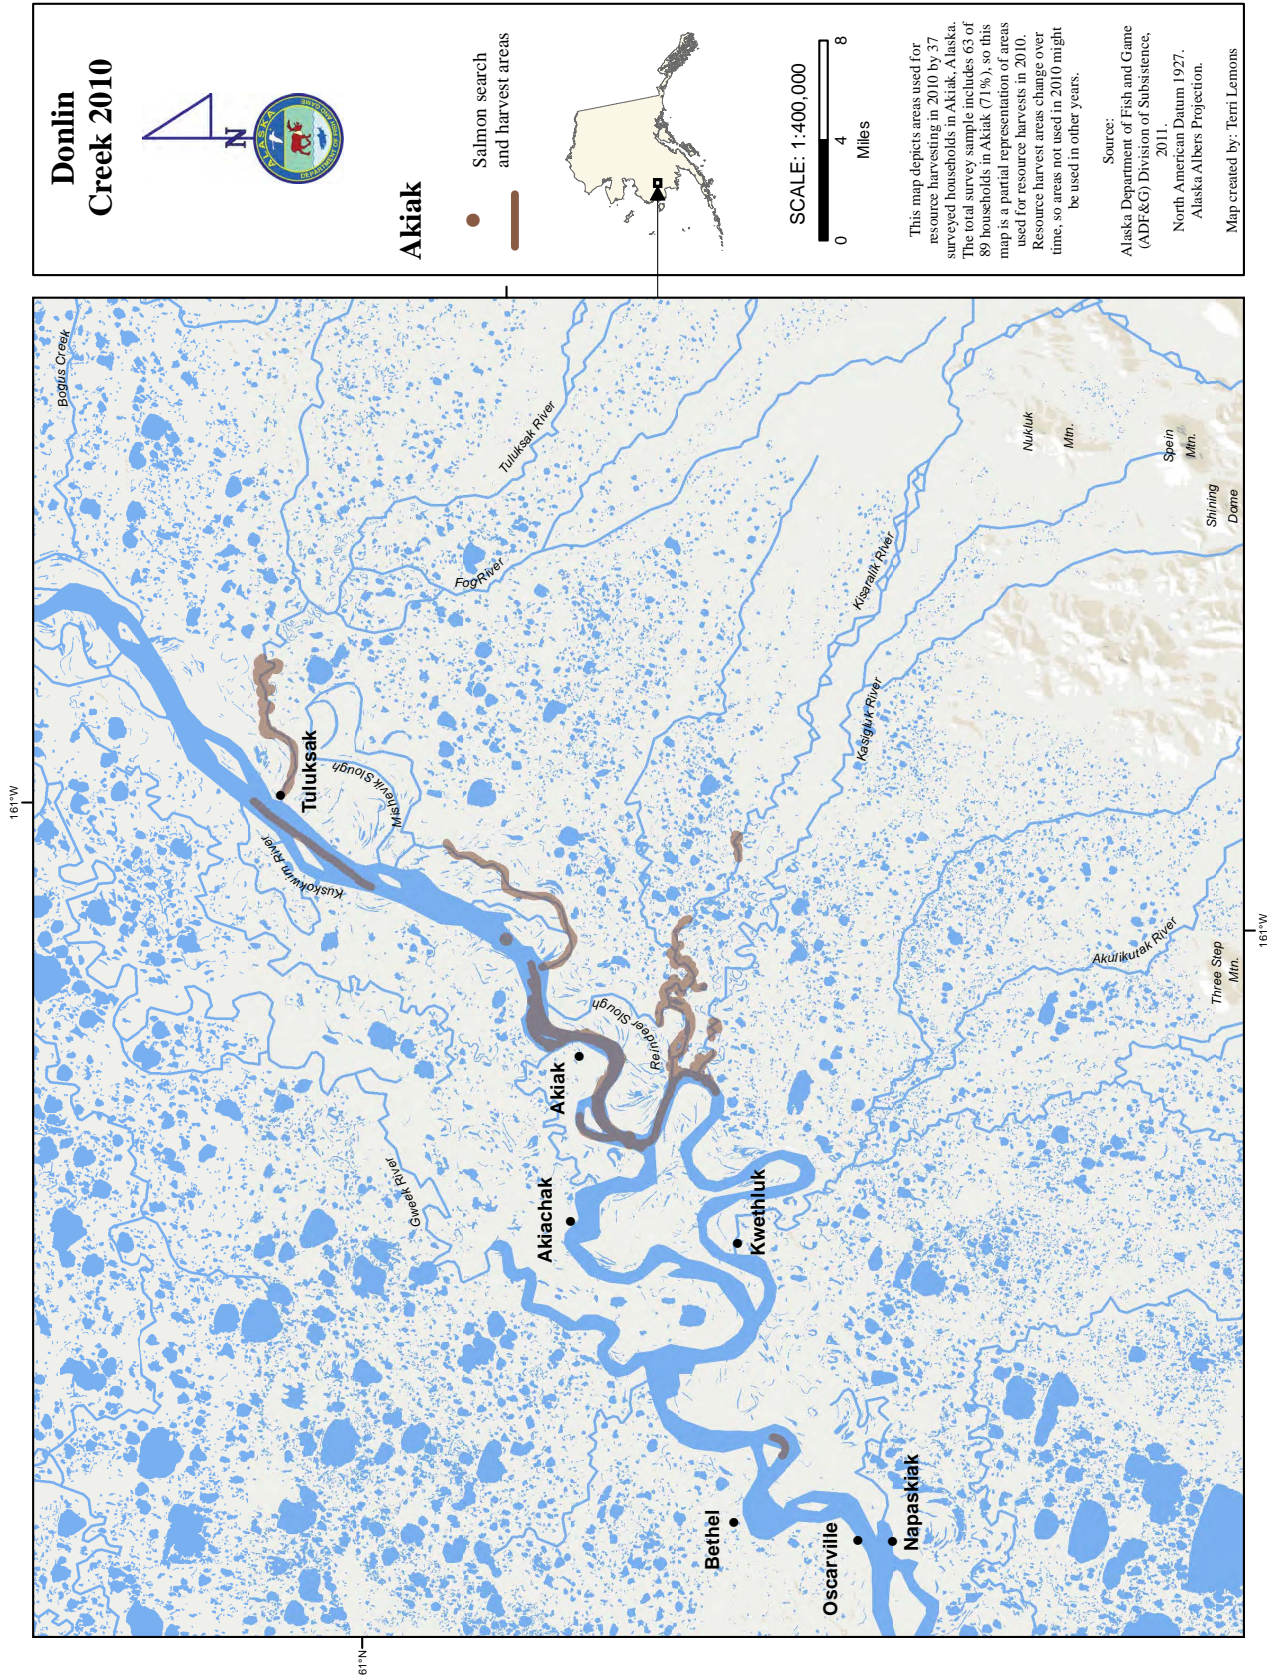 Donlin
Creek 2010
N
ALASKA
DEPARTMENT OF FISH AND GAME
Akiak
Salmon search
and harvest areas
SCALE: 1:400,000
0 4 8
Miles
This map depicts areas used for
resource harvesting in 2010 by 37
surveyed households in Akiak, Alaska.
The total survey sample includes 63 of
89 households in Akiak (71%), so this
map is a partial representation of areas
used for resource harvests in 2010.
Resource harvest areas change over
time, so areas not used in 2010 might
be used in other years.
Source:
Alaska Department of Fish and Game
(ADF&G) Division of Subsistence,
2011.
North American Datum 1927.
Alaska Albers Projection.
Map created by: Terri Lemons
161°W
161°W
61°N
Bogus Creek
Tuluksak River
Fog River
Tuluksak
Mishevik Slough
Kuskokwim River
Kisaralik River
Kasigluk River
Nukluk
Mtn.
Spein
Mtn.
Shining
Dome
Akulikutak River
Three Step
Mtn.
Reindeer Slough
Akiak
Gweek River
Akiachak
Kwethluk
Bethel
Oscarville
Napaskiak